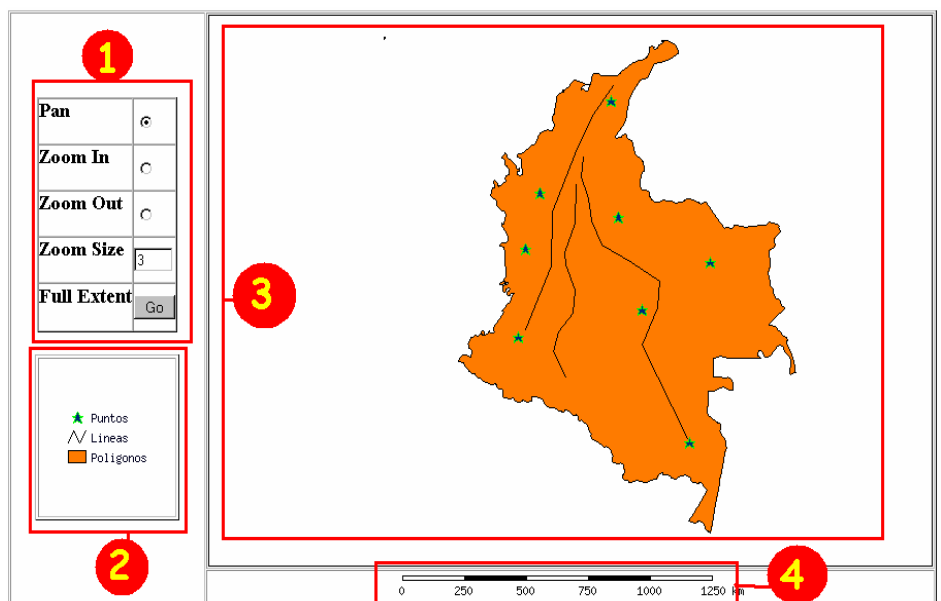 1
Pan
Zoom In
Zoom Out
Zoom Size 3
Full Extent Go
2
Puntos
Lineas
Poligonos
3
4
0 250 500 750 1000 1250 km